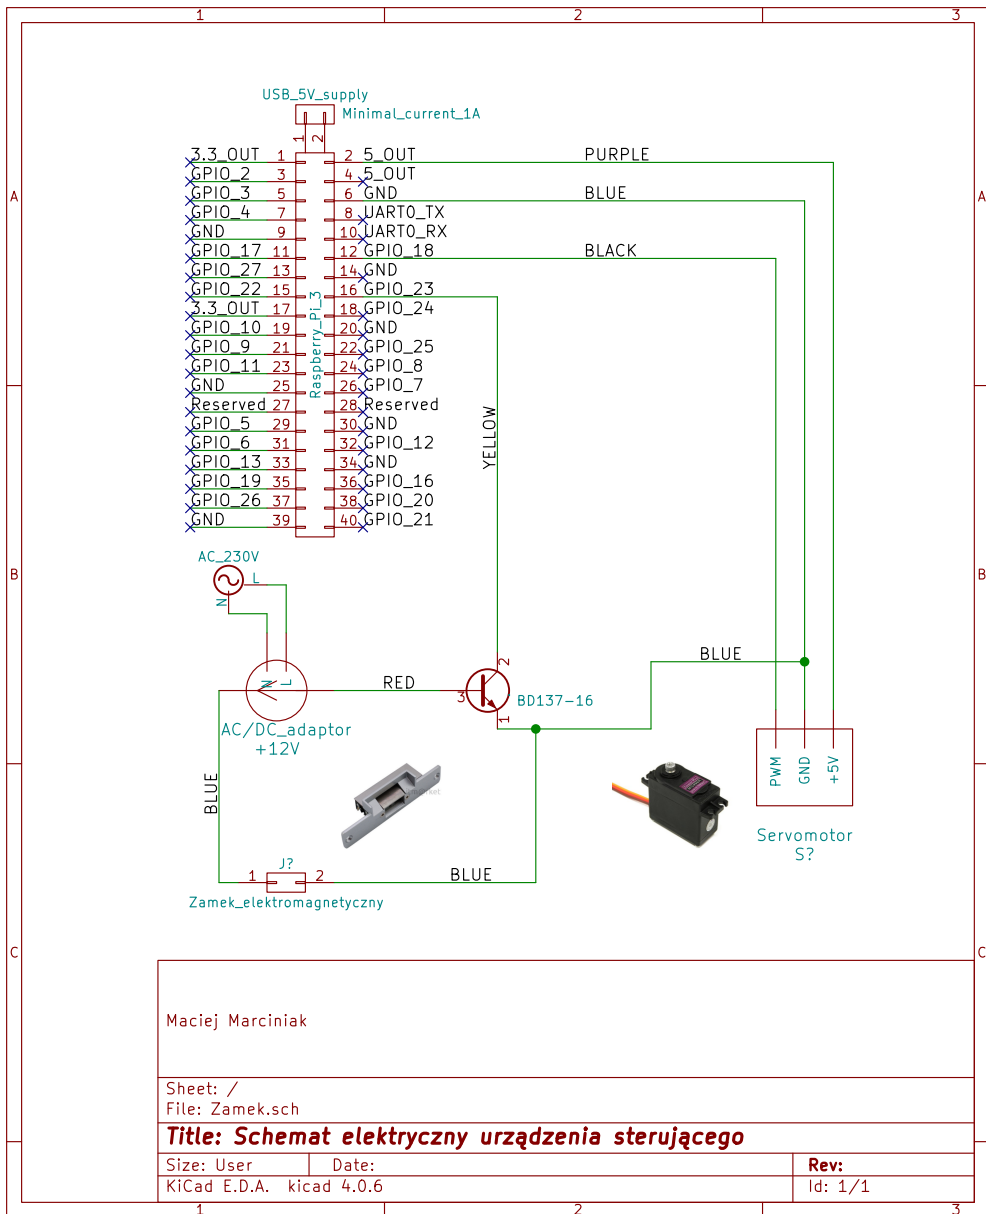 1 2 3
USB_5V_supply
Minimal_current_1A
1 2
3.3_OUT 1 2 5_OUT PURPLE
GPIO_2 3 4 5_OUT
A GPIO_3 5 6 GND BLUE A
GPIO_4 7 8 UART0_TX
GND 9 10 UART0_RX
GPIO_17 11 12 GPIO_18 BLACK
GPIO_27 13 14 GND
GPIO_22 15 16 GPIO_23
3.3_OUT 17 18 GPIO_24
GPIO_10 19 20 GND
GPIO_9 21 22 GPIO_25
GPIO_11 23 24 GPIO_8
GND 25 26 GPIO_7
Reserved 27 28 Reserved
GPIO_5 29 30 GND
GPIO_6 31 32 GPIO_12
GPIO_13 33 34 GND
GPIO_19 35 36 GPIO_16
GPIO_26 37 38 GPIO_20
GND 39 40 GPIO_21
Raspberry_Pi_3
YELLOW
AC_230V
B B
L
N
BLUE
2
N L RED 3 BD137-16
1
AC/DC_adaptor
+12V
PWM GND +5V
BLUE
Servomotor
S?
J?
1 2 BLUE
Zamek_elektromagnetyczny
C C
Maciej Marciniak
Sheet: /
File: Zamek.sch
Title: Schemat elektryczny urządzenia sterującego
Size: User Date: Rev:
KiCad E.D.A. kicad 4.0.6 Id: 1/1
1 2 3